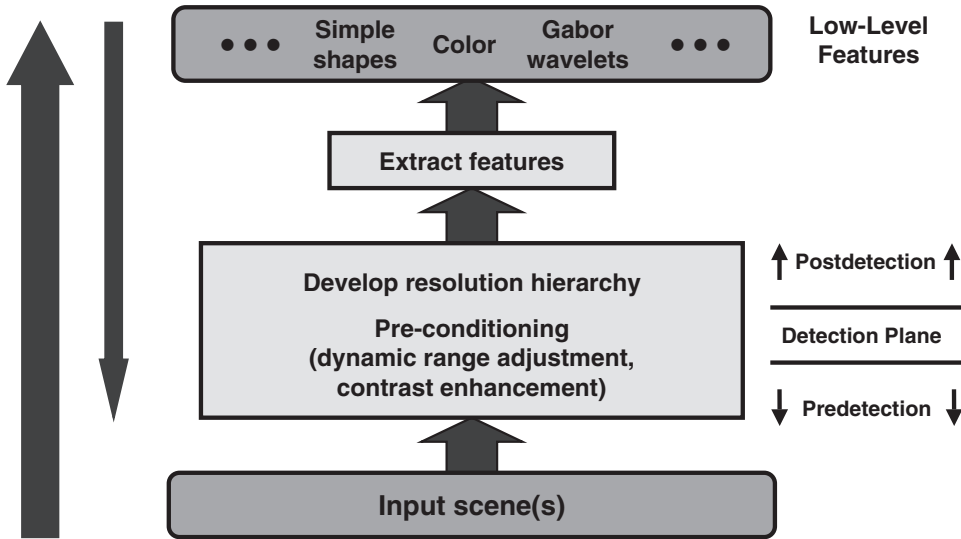 Simple
shapes
Color
Gabor
wavelets
Low-Level
Features
Extract features
Develop resolution hierarchy
Pre-conditioning
(dynamic range adjustment,
contrast enhancement)
Postdetection
Detection Plane
Predetection
Input scene(s)